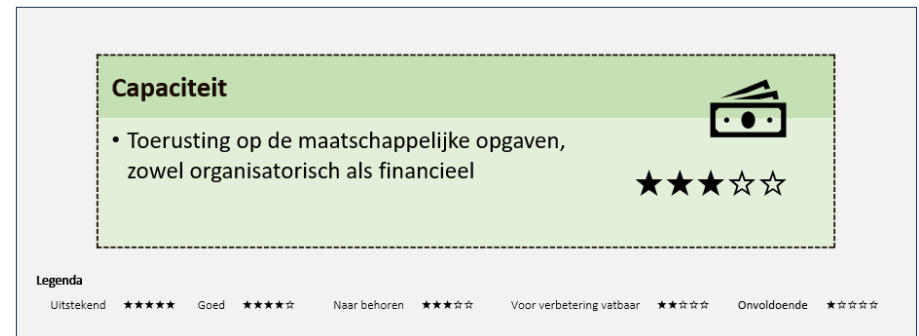 Capaciteit
• Toerusting op de maatschappelijke opgaven,
zowel organisatorisch als financieel
★★★☆☆
Legenda
Uitstekend ★★★★★ Goed ★★★★☆ Naar behoren ★★★☆☆ Voor verbetering vatbaar ★★☆☆☆ Onvoldoende ★☆☆☆☆